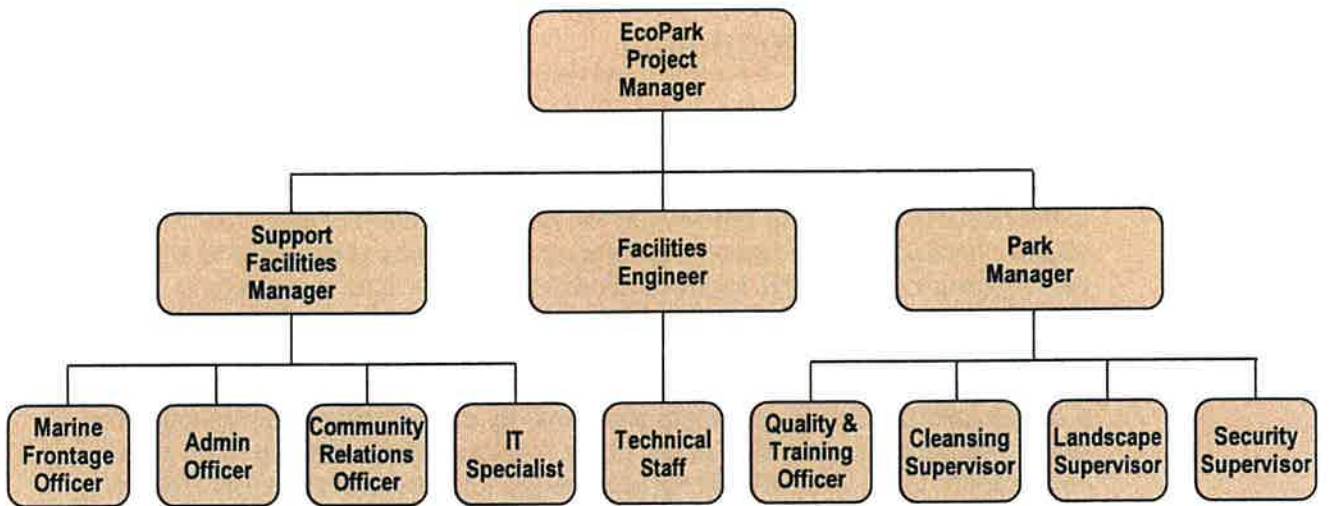 EcoPark
Project
Manager
Support
Facilities
Manager
Facilities
Engineer
Park
Manager
Marine
Frontage
Officer
Admin
Officer
Community
Relations
Officer
IT
Specialist
Technical
Staff
Quality &
Training
Officer
Cleansing
Supervisor
Landscape
Supervisor
Security
Supervisor